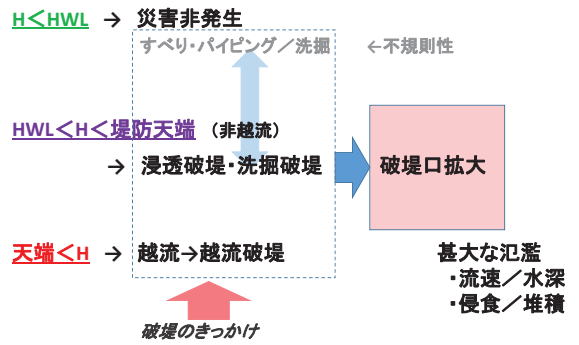 H＜HWL → 災害非発生
すべり・パイピング／洗掘 ←不規則性
HWL＜H＜堤防天端 （非越流）
→ 浸透破堤・洗掘破堤
破堤口拡大
天端＜H → 越流→越流破堤
甚大な氾濫
・流速／水深
・侵食／堆積
破堤のきっかけ